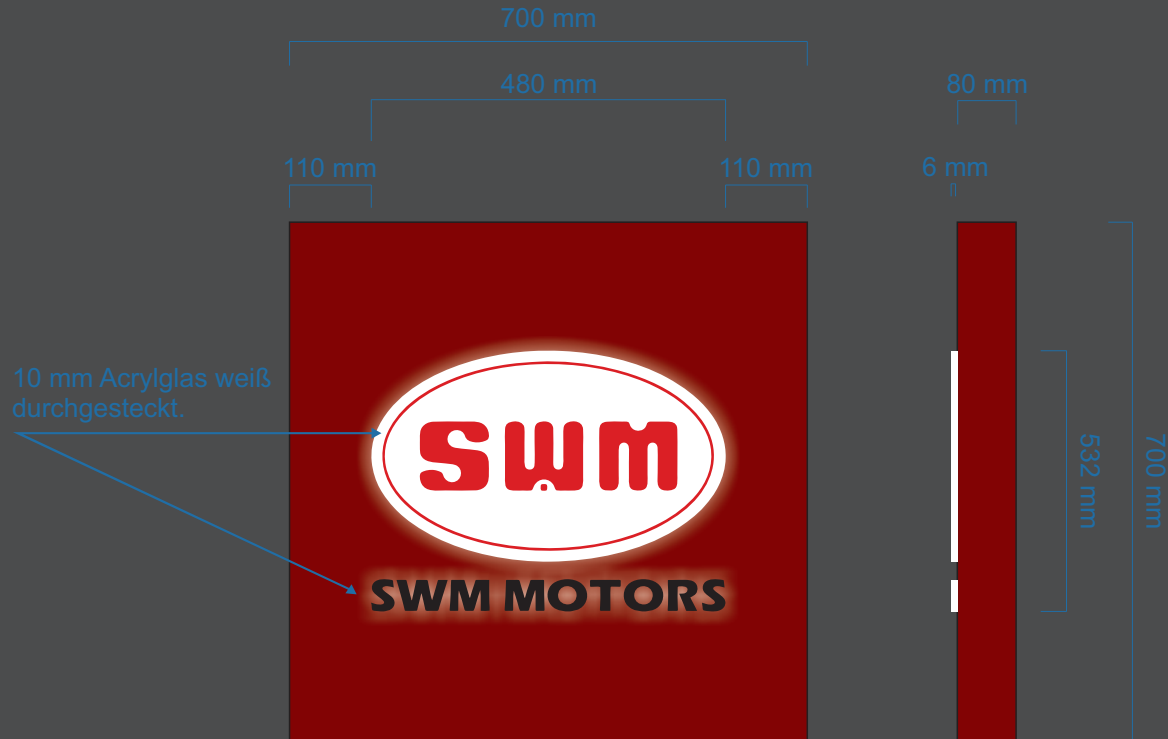 700 mm
480 mm
80 mm
110 mm
110 mm
6 mm
10 mm Acrylglas weiß
durchgesteckt.
SWM
SWM MOTORS
532 mm
700 mm